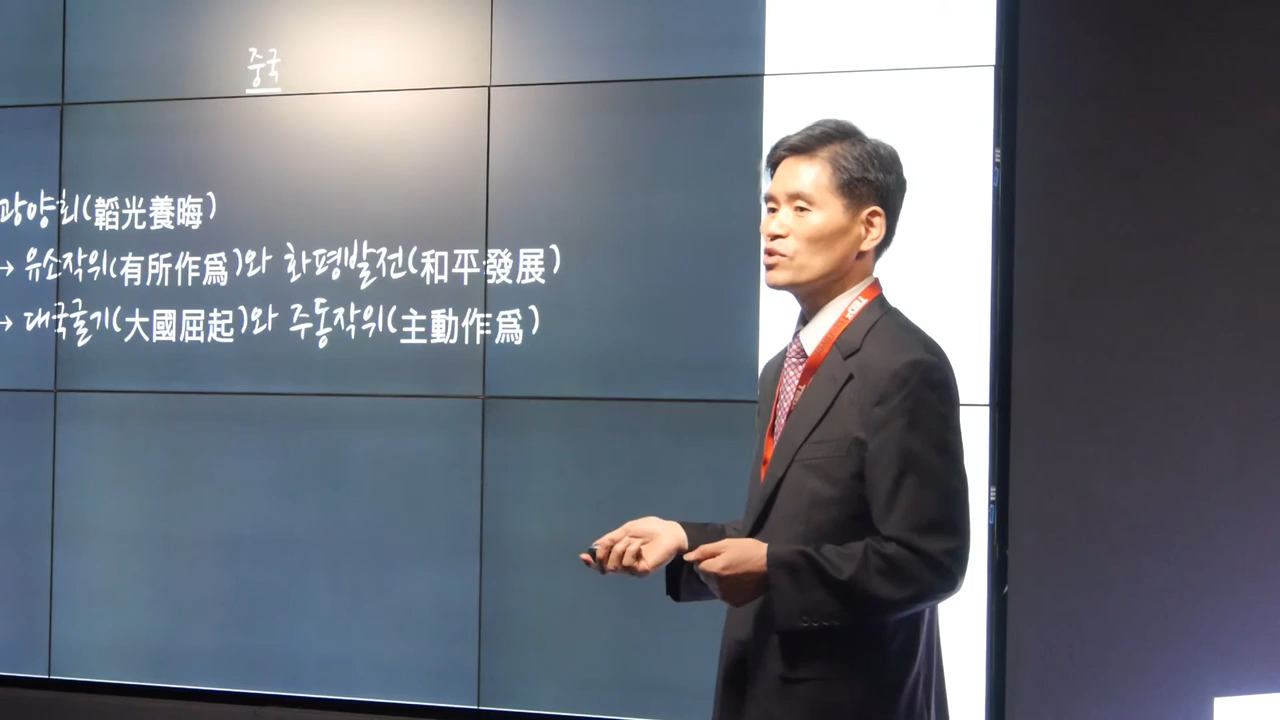 중국
광양회(韜光養晦)
→ 유소작위(有所作爲)와 화평발전(和平發展)
→ 대국굴기(大國屈起)와 주동작위(主動作爲)
TEDx